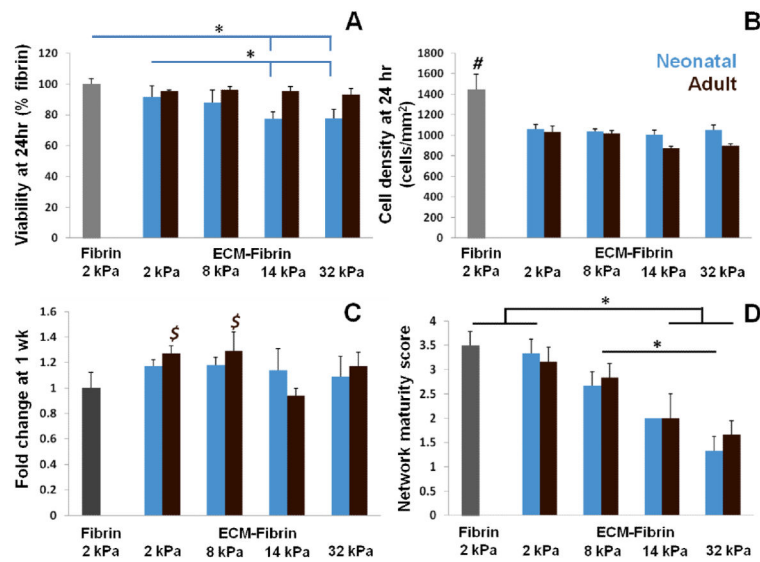 A
*
*
Viability at 24hr (% fibrin)
120
100
80
60
40
20
0
Fibrin
2 kPa
ECM-Fibrin
2 kPa
8 kPa
14 kPa
32 kPa
B
Neonatal
Adult
#
Cell density at 24 hr
(cells/mm²)
1800
1600
1400
1200
1000
800
600
400
200
0
Fibrin
2 kPa
ECM-Fibrin
2 kPa
8 kPa
14 kPa
32 kPa
C
$
$
Fold change at 1 wk
1.6
1.4
1.2
1
0.8
0.6
0.4
0.2
0
Fibrin
2 kPa
ECM-Fibrin
2 kPa
8 kPa
14 kPa
32 kPa
D
*
*
Network maturity score
4
3.5
3
2.5
2
1.5
1
0.5
0
Fibrin
2 kPa
ECM-Fibrin
2 kPa
8 kPa
14 kPa
32 kPa